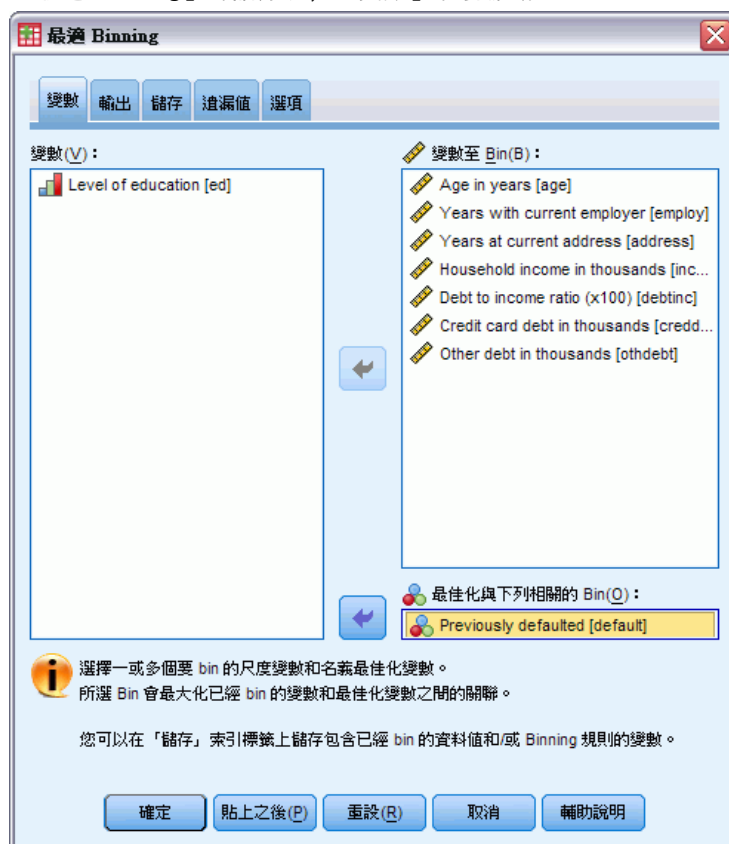 最適 Binning
變數 輸出 儲存 遺漏值 選項
變數(V)：
Level of education [ed]
變數至 Bin(B)：
Age in years [age]
Years with current employer [employ]
Years at current address [address]
Household income in thousands [inc...
Debt to income ratio (x100) [debtinc]
Credit card debt in thousands [credd...
Other debt in thousands [othdebt]
最佳化與下列相關的 Bin(O)：
Previously defaulted [default]
選擇一或多個要 bin 的尺度變數和名義最佳化變數。
所選 Bin 會最大化已經 bin 的變數和最佳化變數之間的關聯。
您可以在「儲存」索引標籤上儲存包含已經 bin 的資料值和/或 Binning 規則的變數。
確定 貼上之後(P) 重設(R) 取消 輔助說明